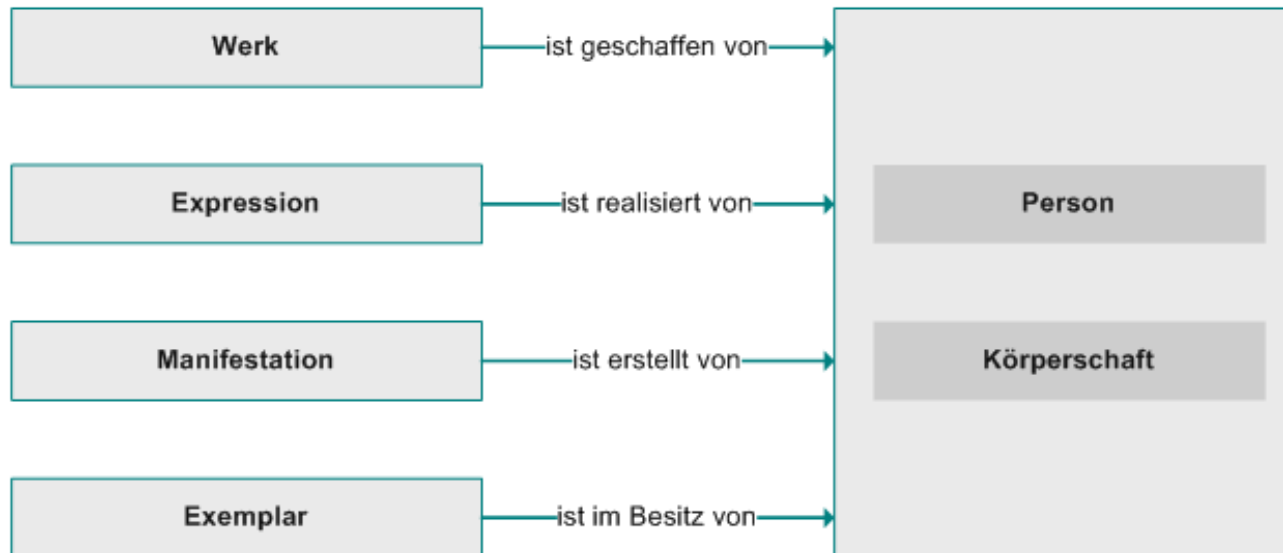 Werk
ist geschaffen von
Expression
ist realisiert von
Person
Manifestation
ist erstellt von
Körperschaft
Exemplar
ist im Besitz von